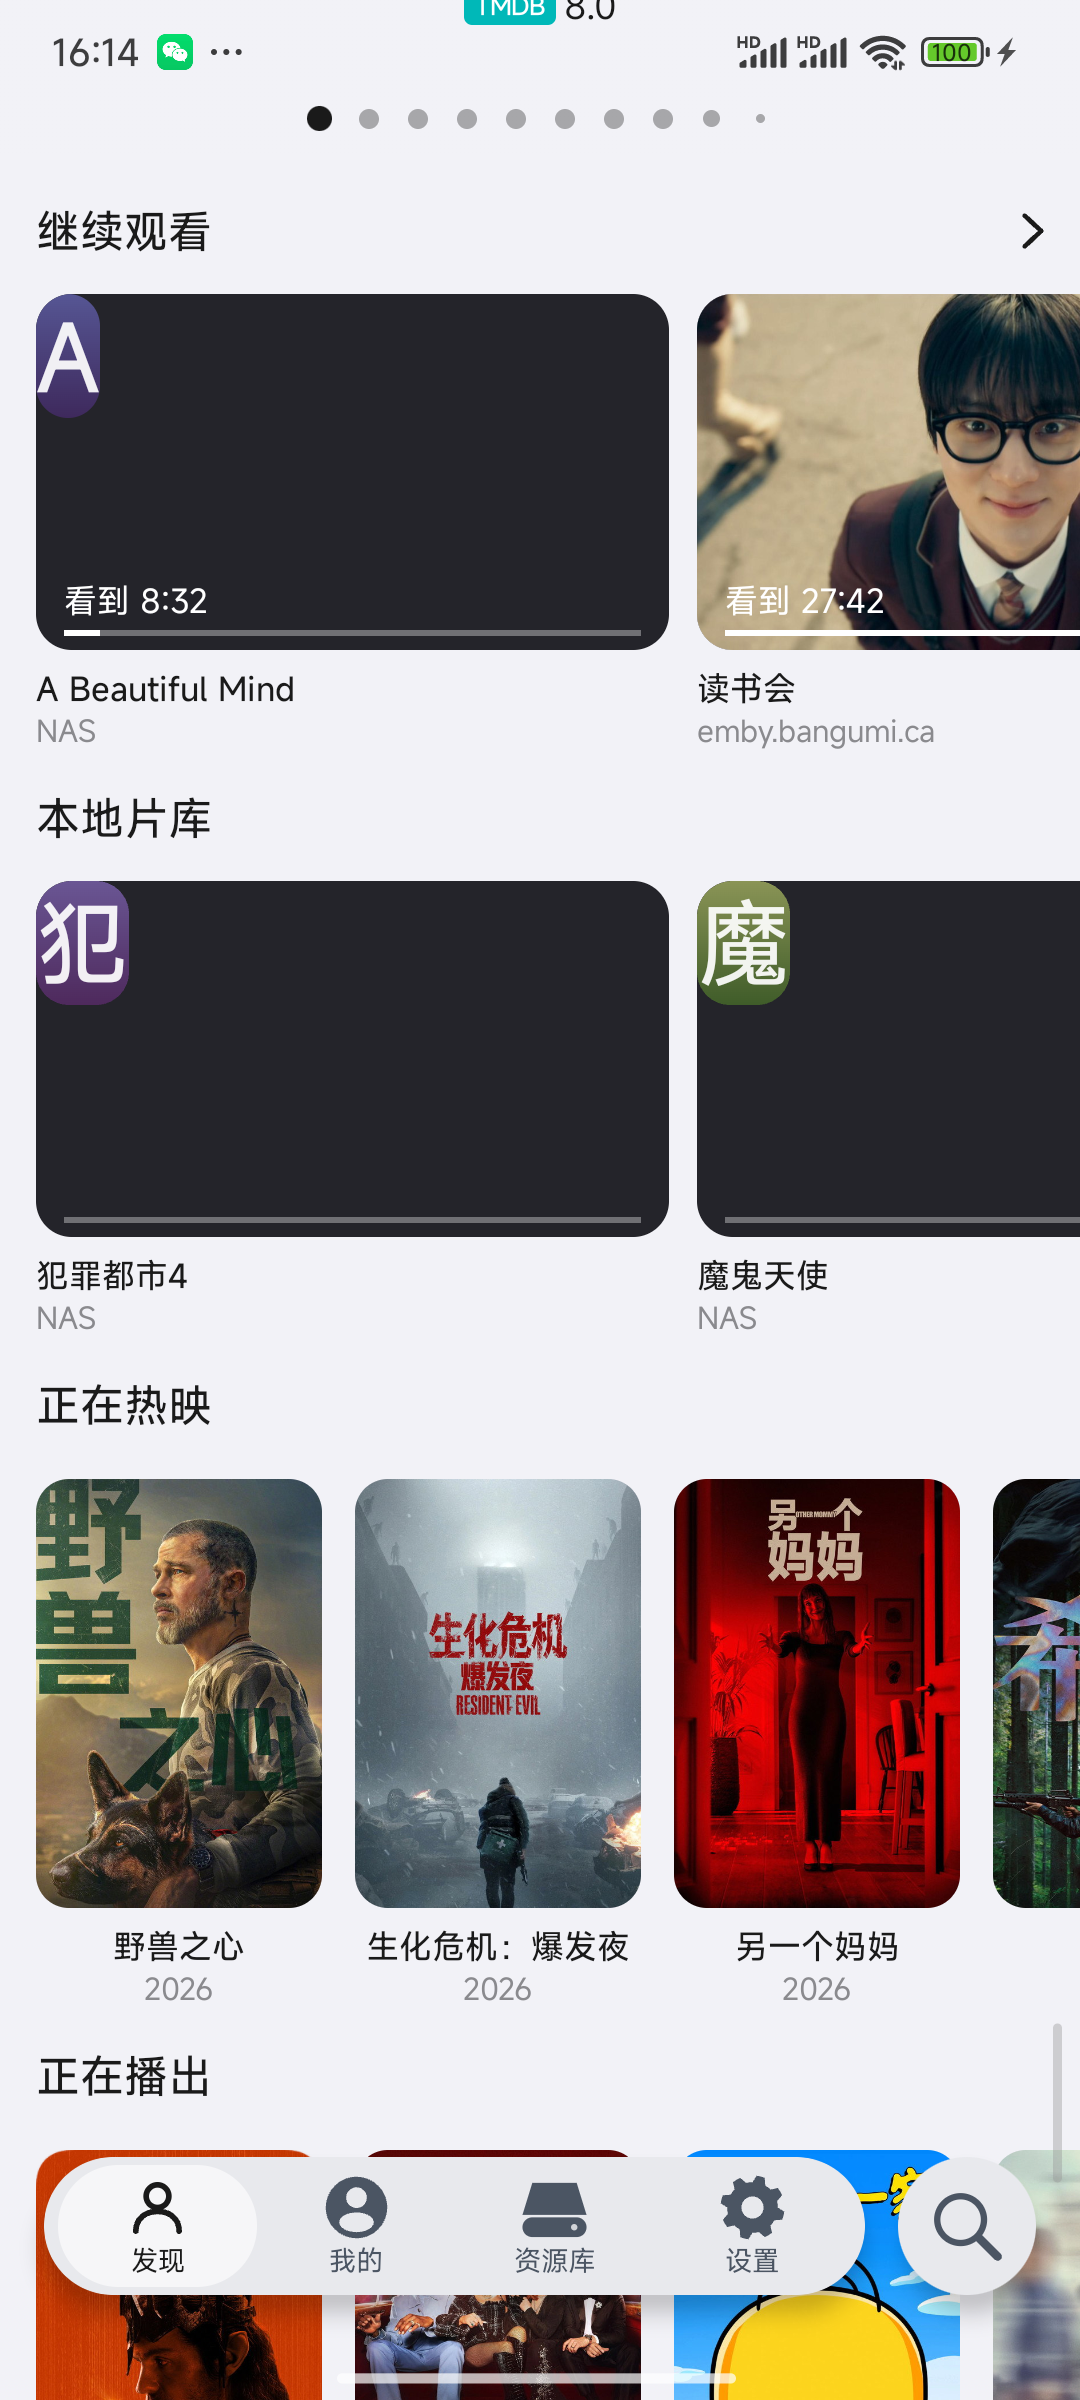 TMDB 8.0
16:14
HD HD 100
继续观看
A
看到 8:32
看到 27:42
A Beautiful Mind
读书会
NAS
emby.bangumi.ca
本地片库
犯
魔
犯罪都市4
魔鬼天使
NAS
NAS
正在热映
野兽之心
生化危机
爆发夜
RESIDENT EVIL
另一个
OTHER MOMMY
妈妈
野兽之心
生化危机：爆发夜
另一个妈妈
2026
2026
2026
正在播出
发现
我的
资源库
设置